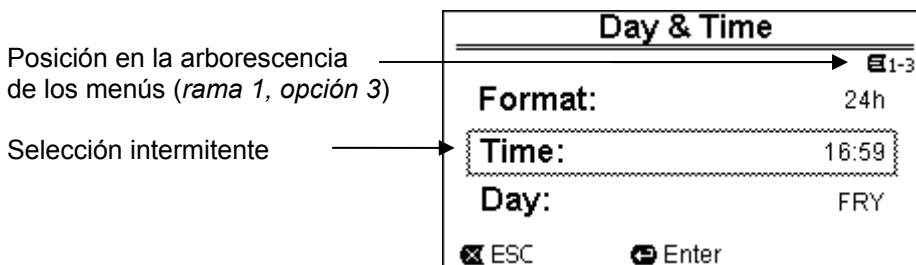 Day & Time
Posición en la arborescencia
de los menús (rama 1, opción 3)
1-3
Format: 24h
Selección intermitente
Time: 16:59
Day: FRY
ESC Enter